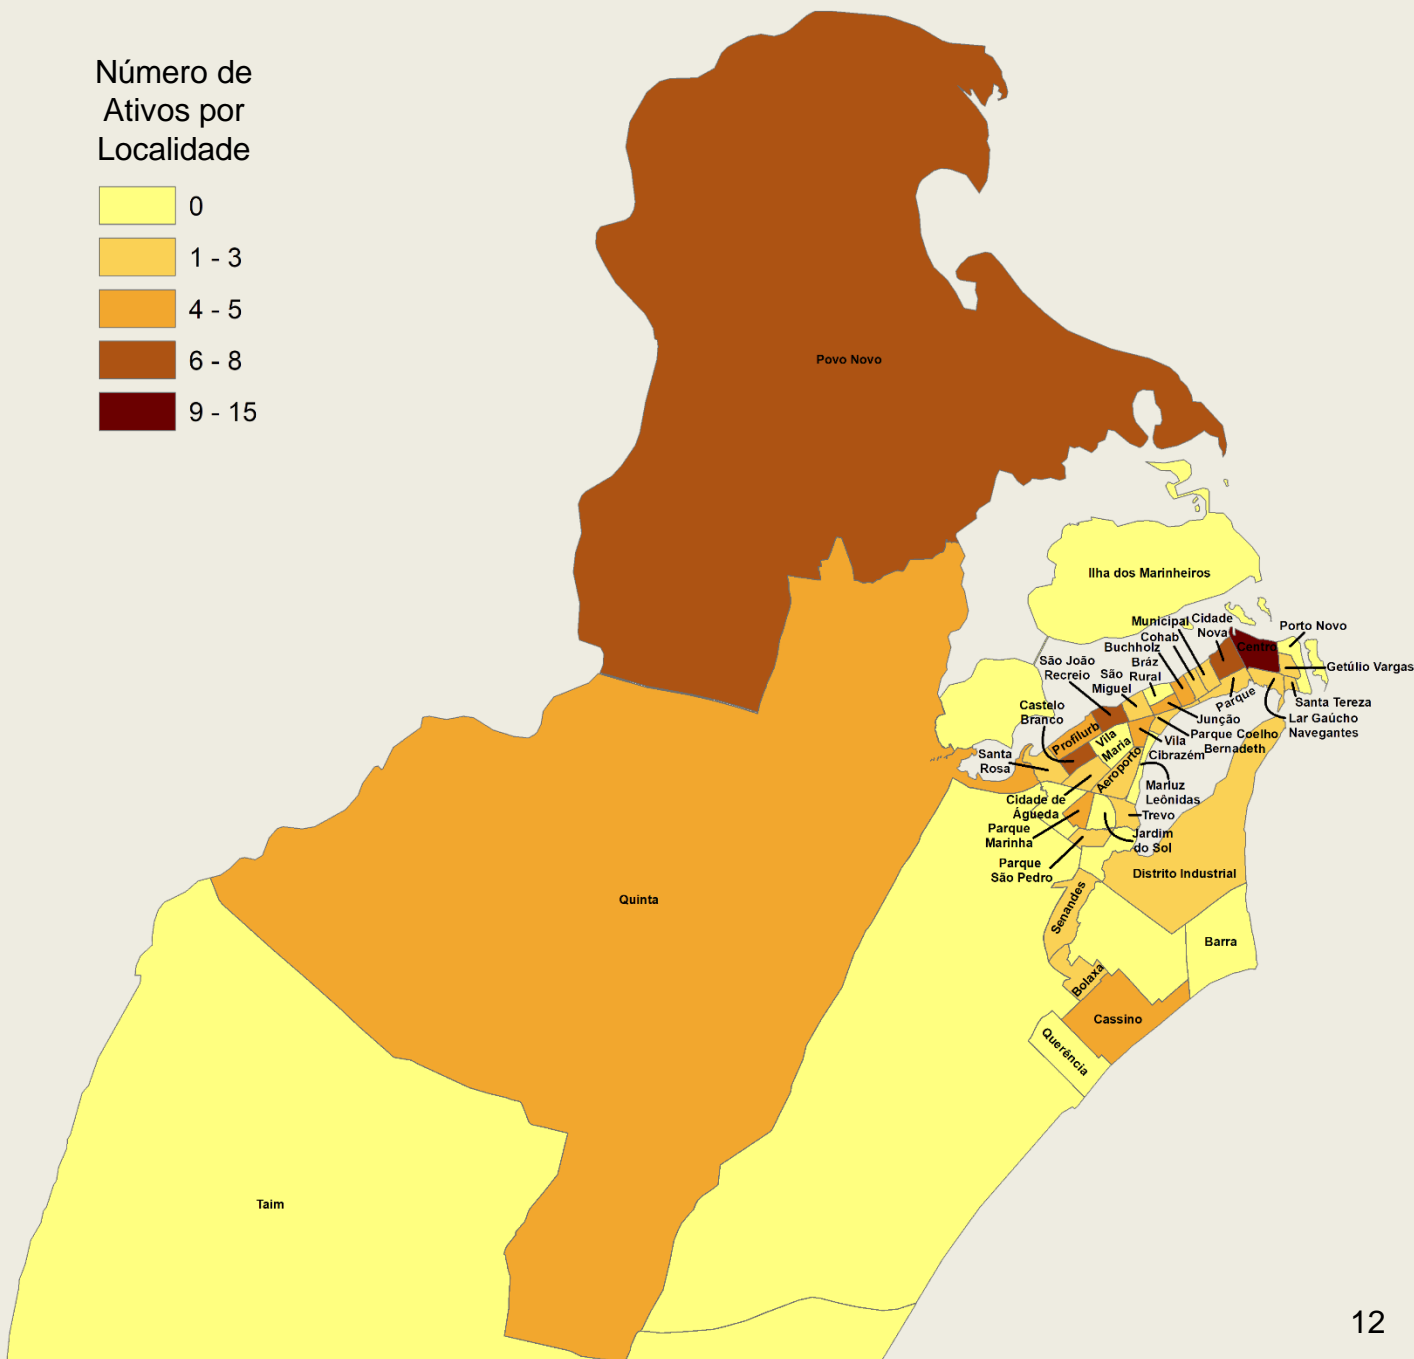 Número de
Ativos por
Localidade
0
1 - 3
4 - 5
6 - 8
9 - 15
Povo Novo
Ilha dos Marinheiros
Municipal
Cidade
Nova
Cohab
Buchholz
Porto Novo
Centro
Bráz
Rural
São João
Recreio
São
Miguel
Getúlio Vargas
Castelo
Branco
Parque
Santa Tereza
Lar Gaúcho
Navegantes
Junção
Parque Coelho
Bernadeth
Profilurb
Vila
Maria
Vila
Cibrazém
Santa
Rosa
Aeroporto
Marluz
Leônidas
Cidade de
Águeda
Trevo
Parque
Marinha
Jardim
do Sol
Parque
São Pedro
Distrito Industrial
Quinta
Senandes
Barra
Bolaxa
Cassino
Querência
Taim
12